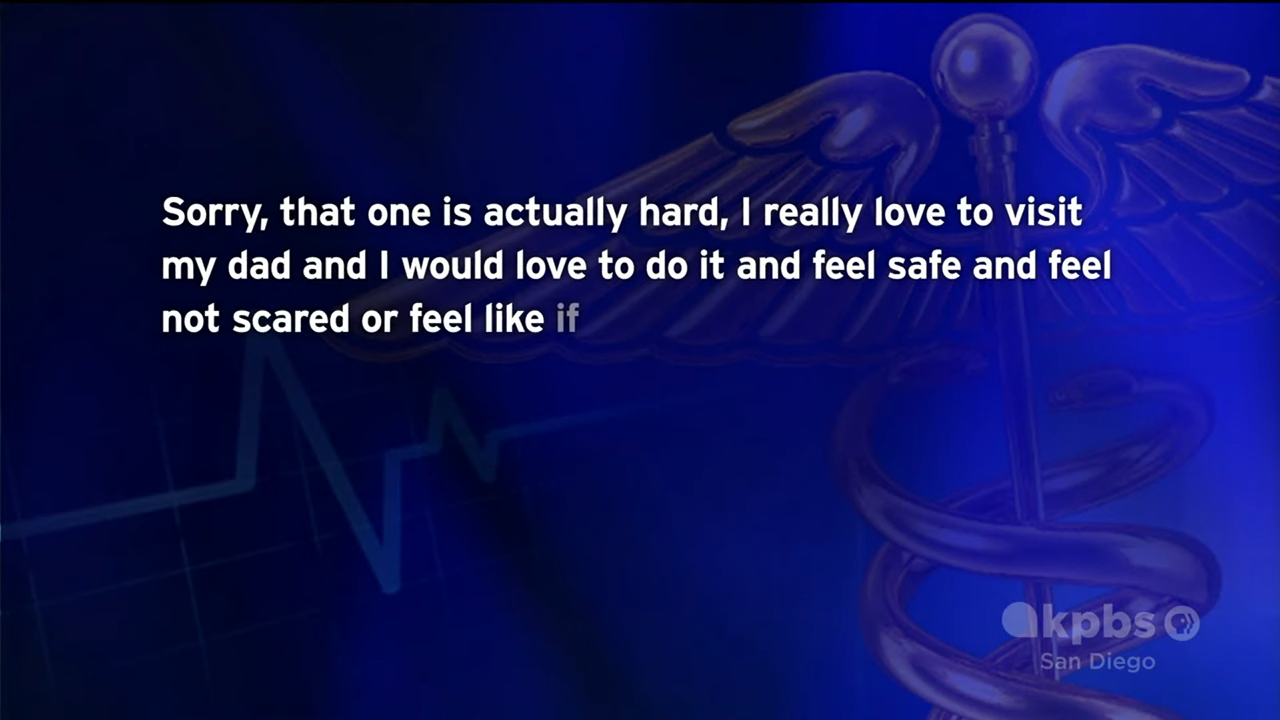 Sorry, that one is actually hard, I really love to visit
my dad and I would love to do it and feel safe and feel
not scared or feel like if
kpbs
San Diego